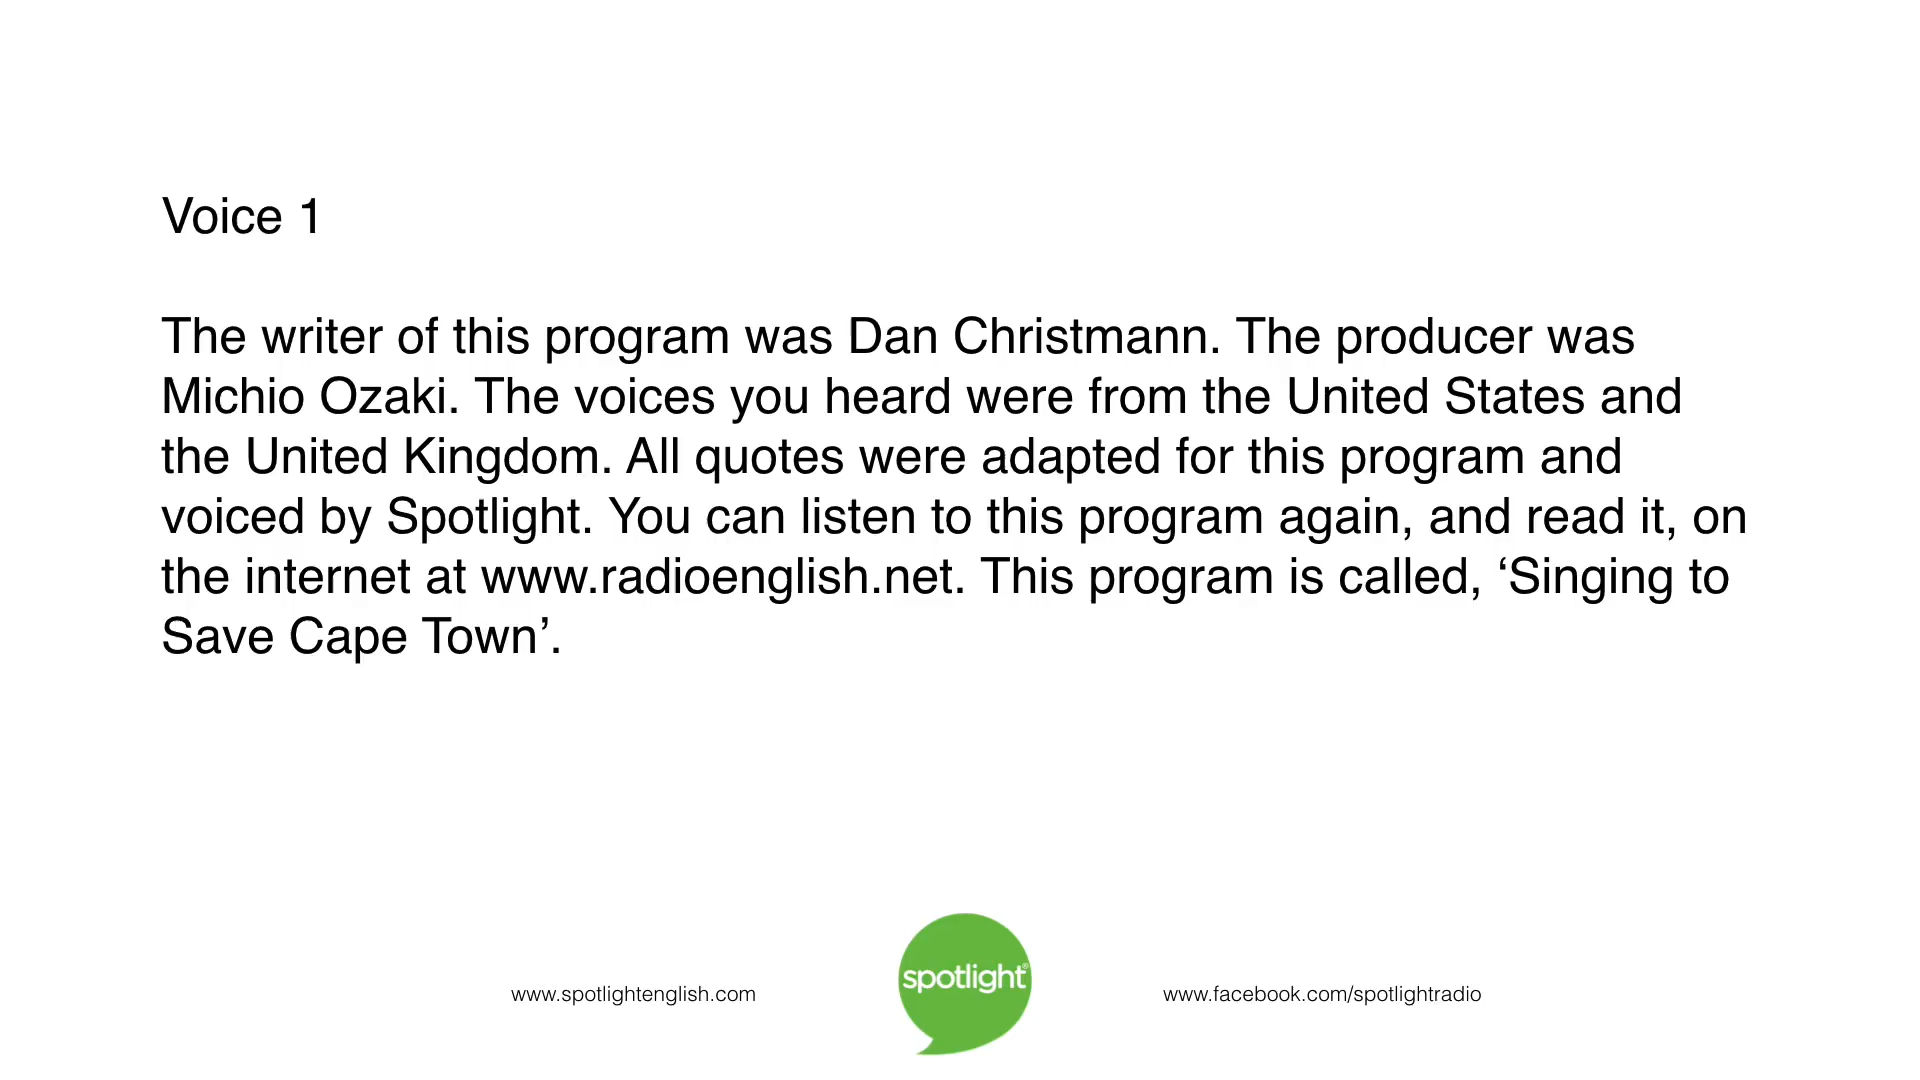 Voice 1
The writer of this program was Dan Christmann. The producer was
Michio Ozaki. The voices you heard were from the United States and
the United Kingdom. All quotes were adapted for this program and
voiced by Spotlight. You can listen to this program again, and read it, on
the internet at www.radioenglish.net. This program is called, ‘Singing to
Save Cape Town’.
spotlight®
www.spotlightenglish.com
www.facebook.com/spotlightradio